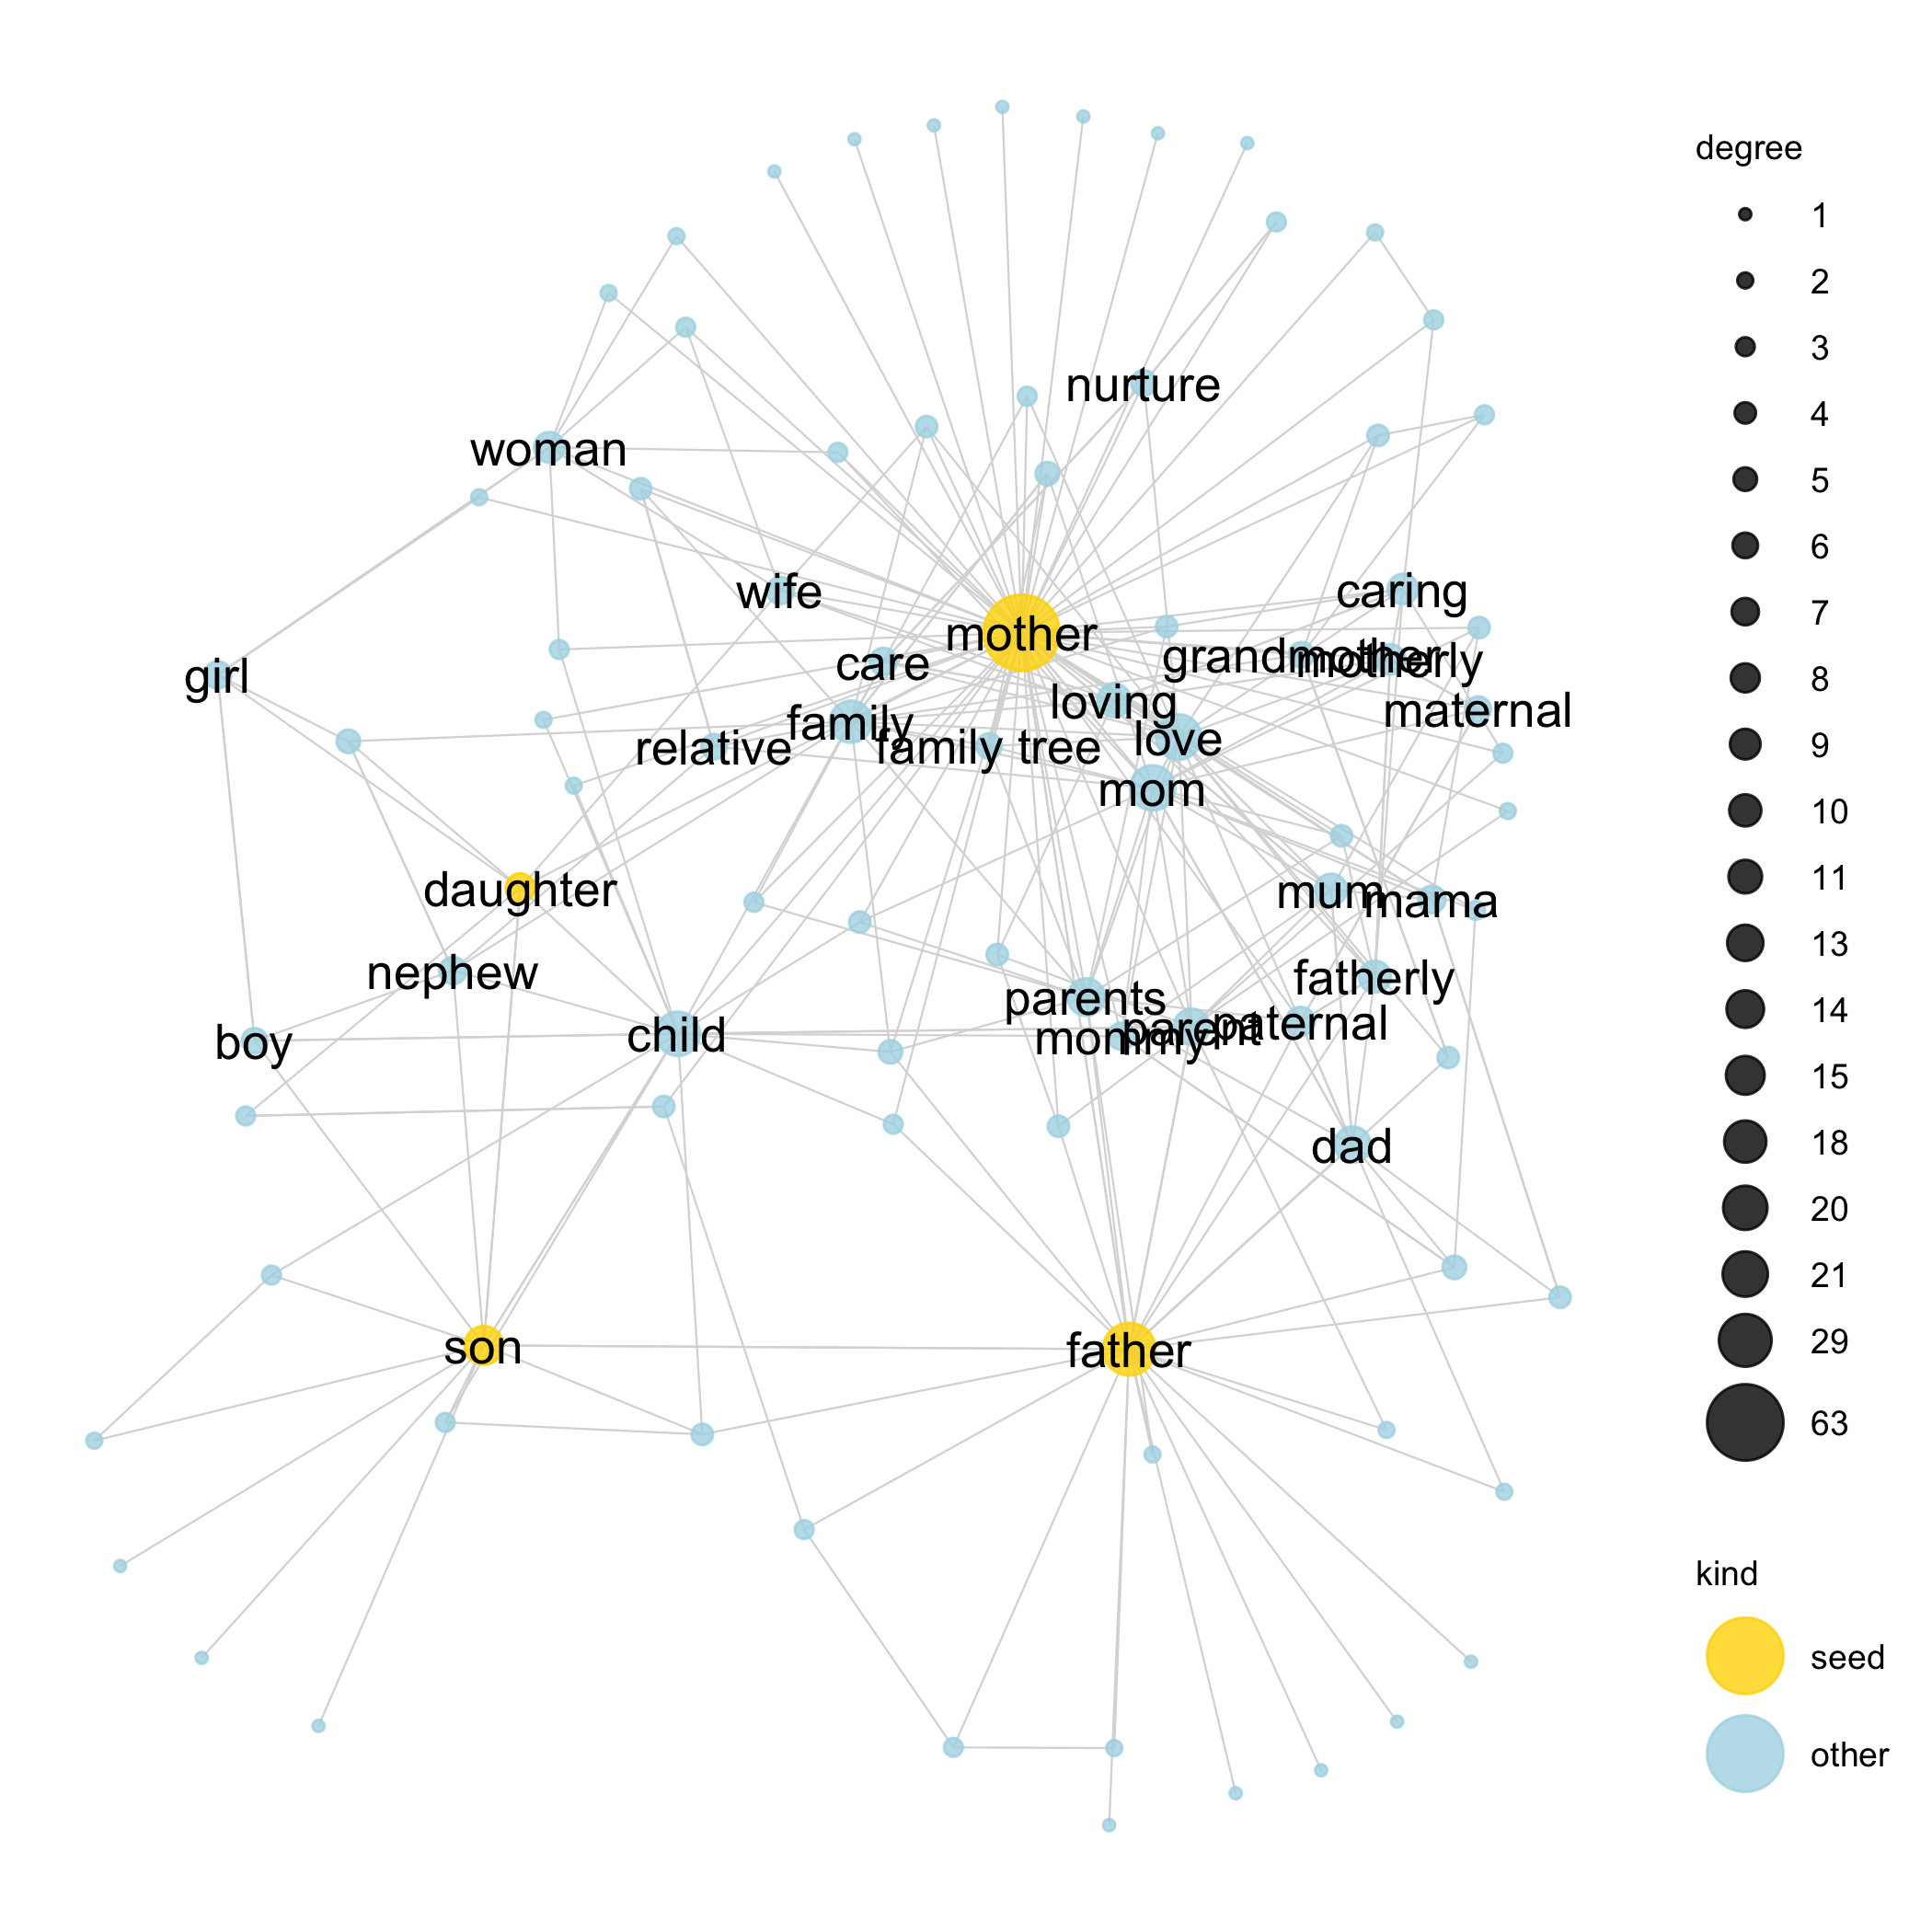 nurture
woman
wife
caring
mother
care
grandmother
motherly
girl
loving
maternal
family
relative
family tree
love
mom
daughter
mum
mama
nephew
fatherly
parents
boy
child
mommy
parent
paternal
dad
son
father
degree
1
2
3
4
5
6
7
8
9
10
11
13
14
15
18
20
21
29
63
kind
seed
other